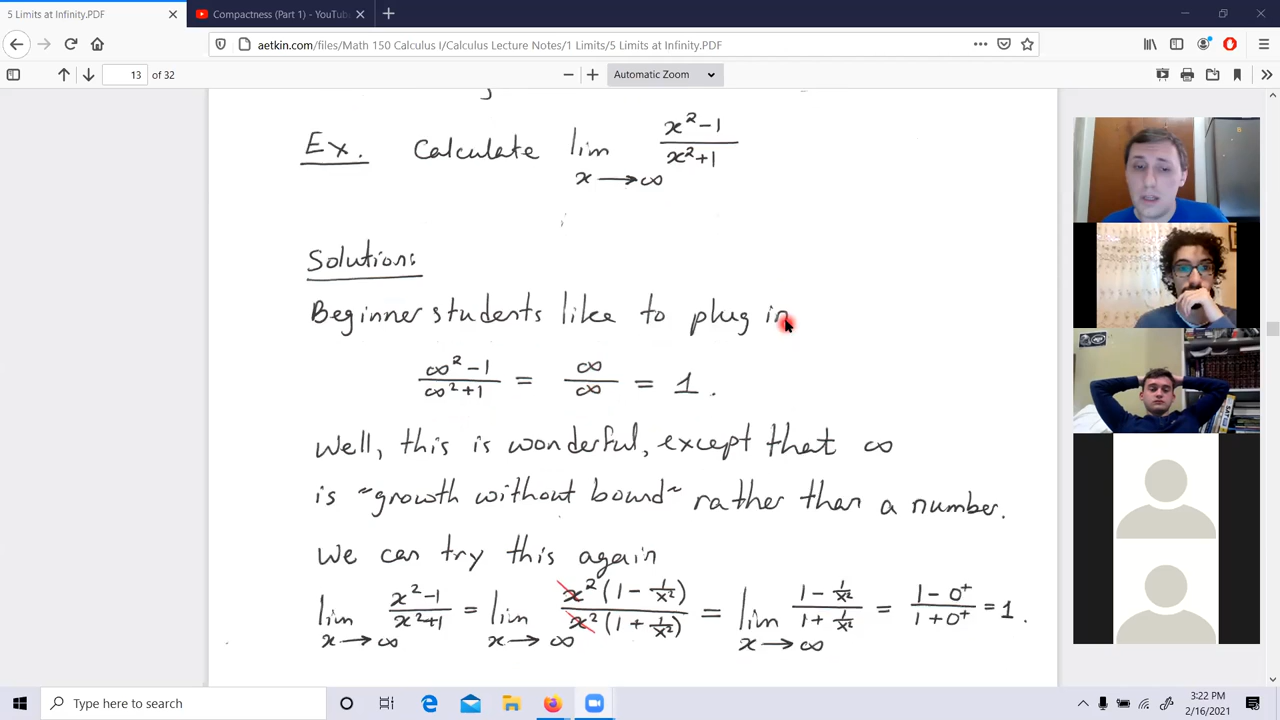 5 Limits at Infinity.PDF
Compactness (Part 1) - YouTube
aetkin.com/files/Math 150 Calculus I/Calculus Lecture Notes/1 Limits/5 Limits at Infinity.PDF
13 of 32
Automatic Zoom
Ex. Calculate lim x→∞ (x²-1)/(x²+1)
Solution:
Beginner students like to plug in
(∞²-1)/(∞²+1) = ∞/∞ = 1.
Well, this is wonderful, except that ∞
is "growth without bound" rather than a number.
We can try this again
lim x→∞ (x²-1)/(x²+1) = lim x→∞ x²(1 - 1/x²)/x²(1 + 1/x²) = lim x→∞ (1 - 1/x²)/(1 + 1/x²) = (1 - 0⁺)/(1 + 0⁺) = 1.
Type here to search
3:22 PM
2/16/2021